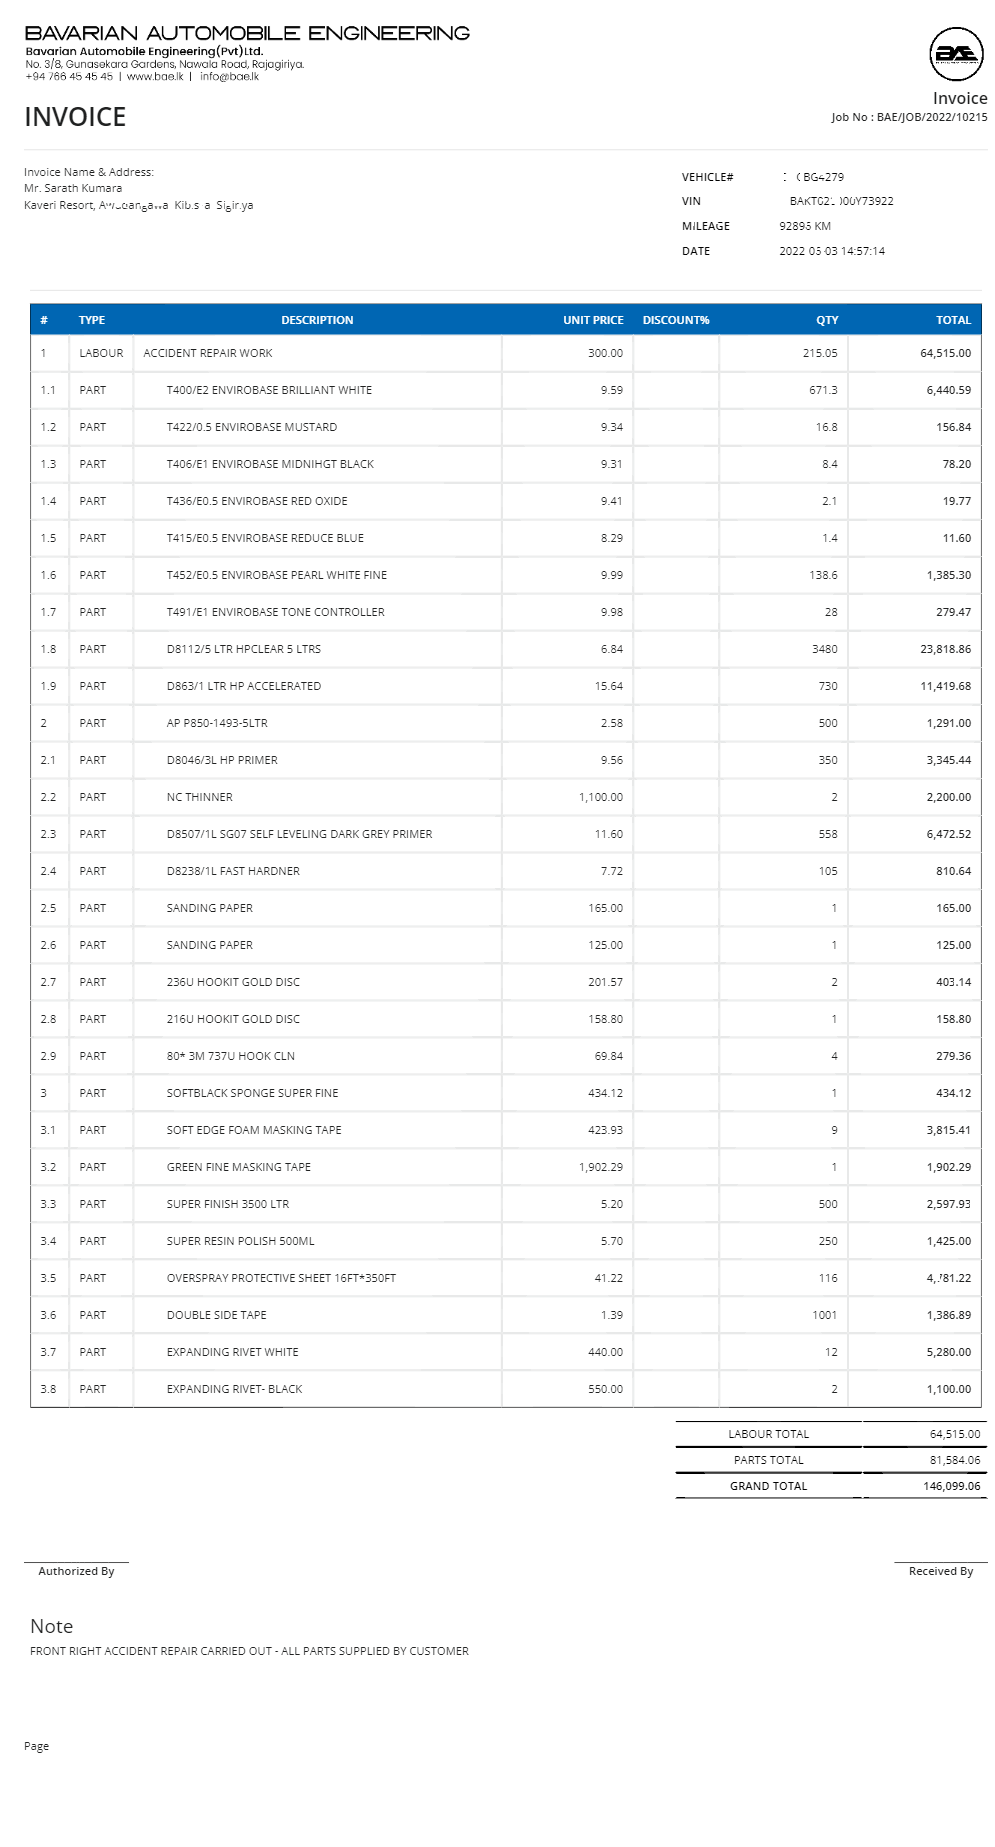 BAVARIAN AUTOMOBILE ENGINEERING
Bavarian Automobile Engineering(Pvt)Ltd.
No. 3/8, Gunasekara Gardens, Nawala Road, Rajagiriya.
+94 766 45 45 45 | www.bae.lk | info@bae.lk
BAE
INVOICE
Invoice
Job No : BAE/JOB/2022/10215
Invoice Name & Address:
Mr. Sarath Kumara
Kaveri Resort,
VEHICLE# BG4279
VIN
MILEAGE 92895 KM
DATE 2022 05 03 14:57:14
# TYPE DESCRIPTION UNIT PRICE DISCOUNT% QTY TOTAL
1 LABOUR ACCIDENT REPAIR WORK 300.00 215.05 64,515.00
1.1 PART T400/E2 ENVIROBASE BRILLIANT WHITE 9.59 671.3 6,440.59
1.2 PART T422/0.5 ENVIROBASE MUSTARD 9.34 16.8 156.84
1.3 PART T406/E1 ENVIROBASE MIDNIHGT BLACK 9.31 8.4 78.20
1.4 PART T436/E0.5 ENVIROBASE RED OXIDE 9.41 2.1 19.77
1.5 PART T415/E0.5 ENVIROBASE REDUCE BLUE 8.29 1.4 11.60
1.6 PART T452/E0.5 ENVIROBASE PEARL WHITE FINE 9.99 138.6 1,385.30
1.7 PART T491/E1 ENVIROBASE TONE CONTROLLER 9.98 28 279.47
1.8 PART D8112/5 LTR HPCLEAR 5 LTRS 6.84 3480 23,818.86
1.9 PART D863/1 LTR HP ACCELERATED 15.64 730 11,419.68
2 PART AP P850-1493-5LTR 2.58 500 1,291.00
2.1 PART D8046/3L HP PRIMER 9.56 350 3,345.44
2.2 PART NC THINNER 1,100.00 2 2,200.00
2.3 PART D8507/1L SG07 SELF LEVELING DARK GREY PRIMER 11.60 558 6,472.52
2.4 PART D8238/1L FAST HARDNER 7.72 105 810.64
2.5 PART SANDING PAPER 165.00 1 165.00
2.6 PART SANDING PAPER 125.00 1 125.00
2.7 PART 236U HOOKIT GOLD DISC 201.57 2 403.14
2.8 PART 216U HOOKIT GOLD DISC 158.80 1 158.80
2.9 PART 80* 3M 737U HOOK CLN 69.84 4 279.36
3 PART SOFTBLACK SPONGE SUPER FINE 434.12 1 434.12
3.1 PART SOFT EDGE FOAM MASKING TAPE 423.93 9 3,815.41
3.2 PART GREEN FINE MASKING TAPE 1,902.29 1 1,902.29
3.3 PART SUPER FINISH 3500 LTR 5.20 500 2,597.93
3.4 PART SUPER RESIN POLISH 500ML 5.70 250 1,425.00
3.5 PART OVERSPRAY PROTECTIVE SHEET 16FT*350FT 41.22 116 4,781.22
3.6 PART DOUBLE SIDE TAPE 1.39 1001 1,386.89
3.7 PART EXPANDING RIVET WHITE 440.00 12 5,280.00
3.8 PART EXPANDING RIVET- BLACK 550.00 2 1,100.00
LABOUR TOTAL 64,515.00
PARTS TOTAL 81,584.06
GRAND TOTAL 146,099.06
Authorized By
Received By
Note
FRONT RIGHT ACCIDENT REPAIR CARRIED OUT - ALL PARTS SUPPLIED BY CUSTOMER
Page